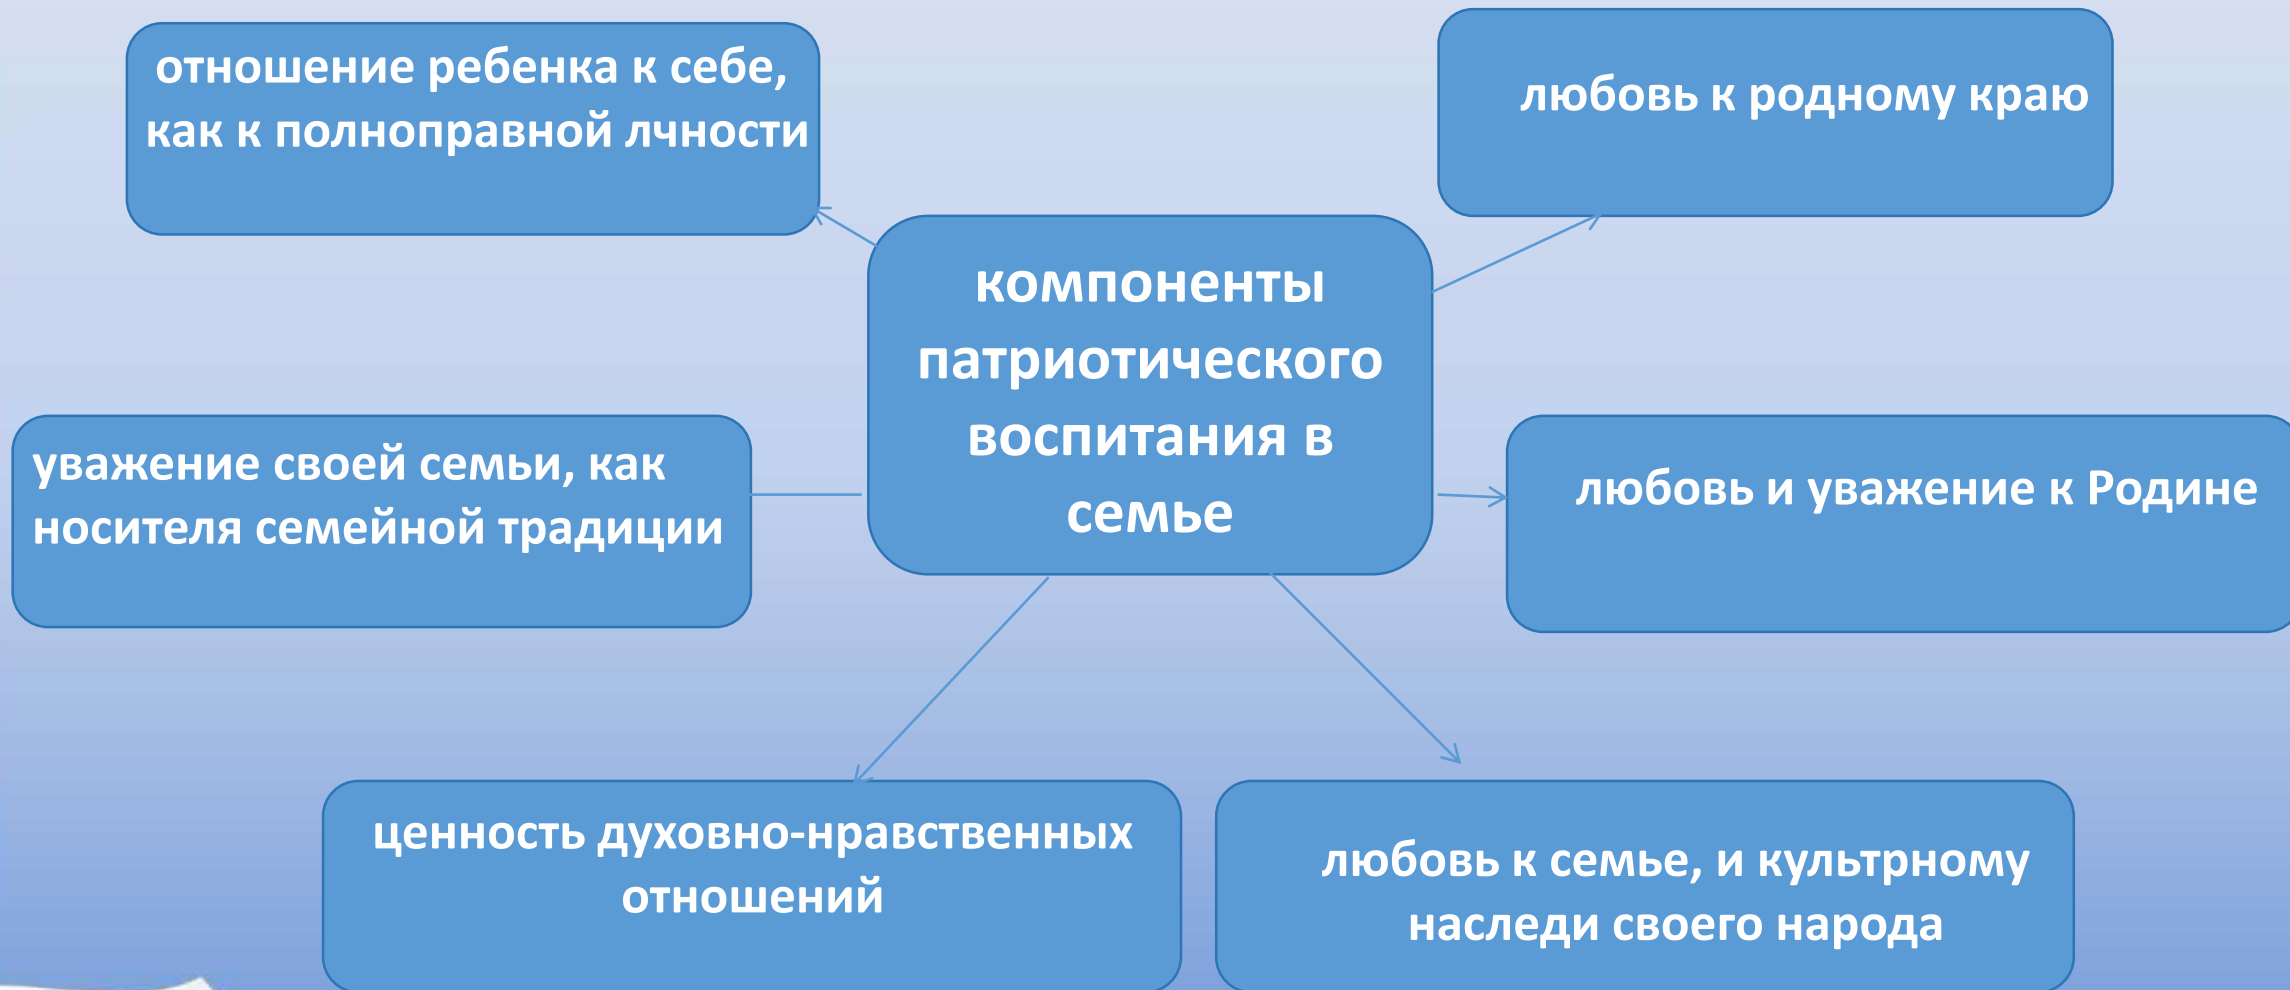 отношение ребенка к себе,
как к полноправной лчности
любовь к родному краю
компоненты
патриотического
воспитания в
семье
уважение своей семьи, как
носителя семейной традиции
любовь и уважение к Родине
ценность духовно-нравственных
отношений
любовь к семье, и культрному
наследи своего народа